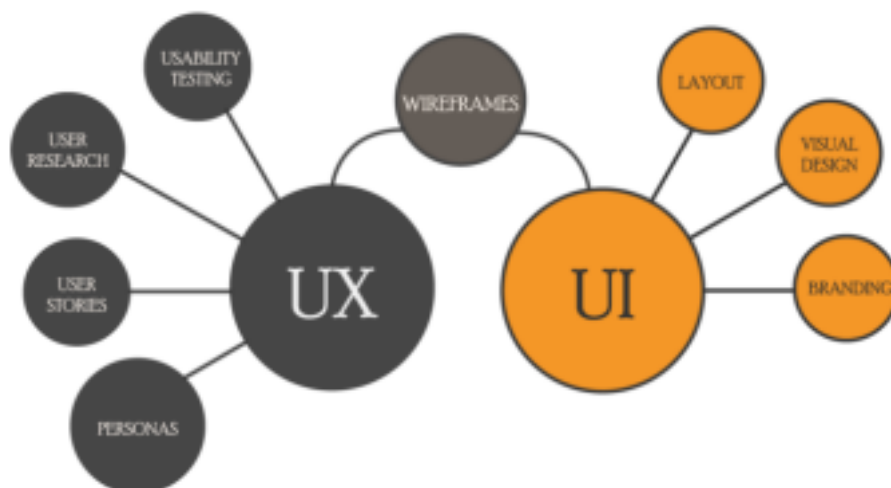 USABILITY
TESTING
WIREFRAMES
LAYOUT
USER
RESEARCH
VISUAL
DESIGN
UX
UI
USER
STORIES
BRANDING
PERSONAS